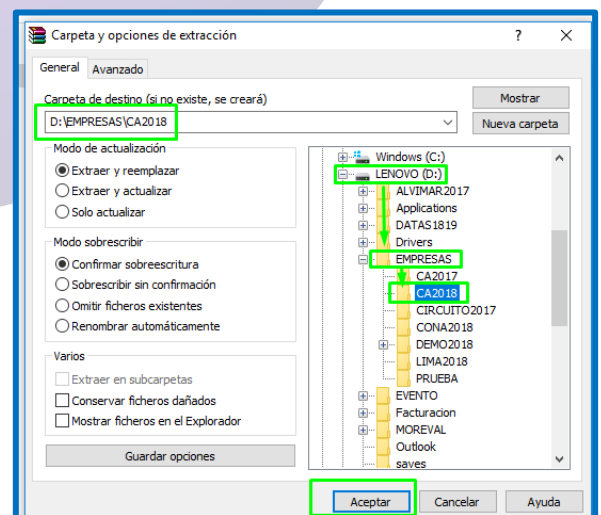 Carpeta y opciones de extracción
?
General
Avanzado
Carpeta de destino (si no existe, se creará)
Mostrar
D:\EMPRESAS\CA2018
Nueva carpeta
Modo de actualización
Extraer y reemplazar
Extraer y actualizar
Solo actualizar
Modo sobrescribir
Confirmar sobreescritura
Sobrescribir sin confirmación
Omitir ficheros existentes
Renombrar automáticamente
Varios
Extraer en subcarpetas
Conservar ficheros dañados
Mostrar ficheros en el Explorador
Guardar opciones
Windows (C:)
LENOVO (D:)
ALVIMAR2017
Applications
DATAS1819
Drivers
EMPRESAS
CA2017
CA2018
CIRCUITO2017
CONA2018
DEMO2018
LIMA2018
PRUEBA
EVENTO
Facturacion
MOREVAL
Outlook
saves
Aceptar
Cancelar
Ayuda